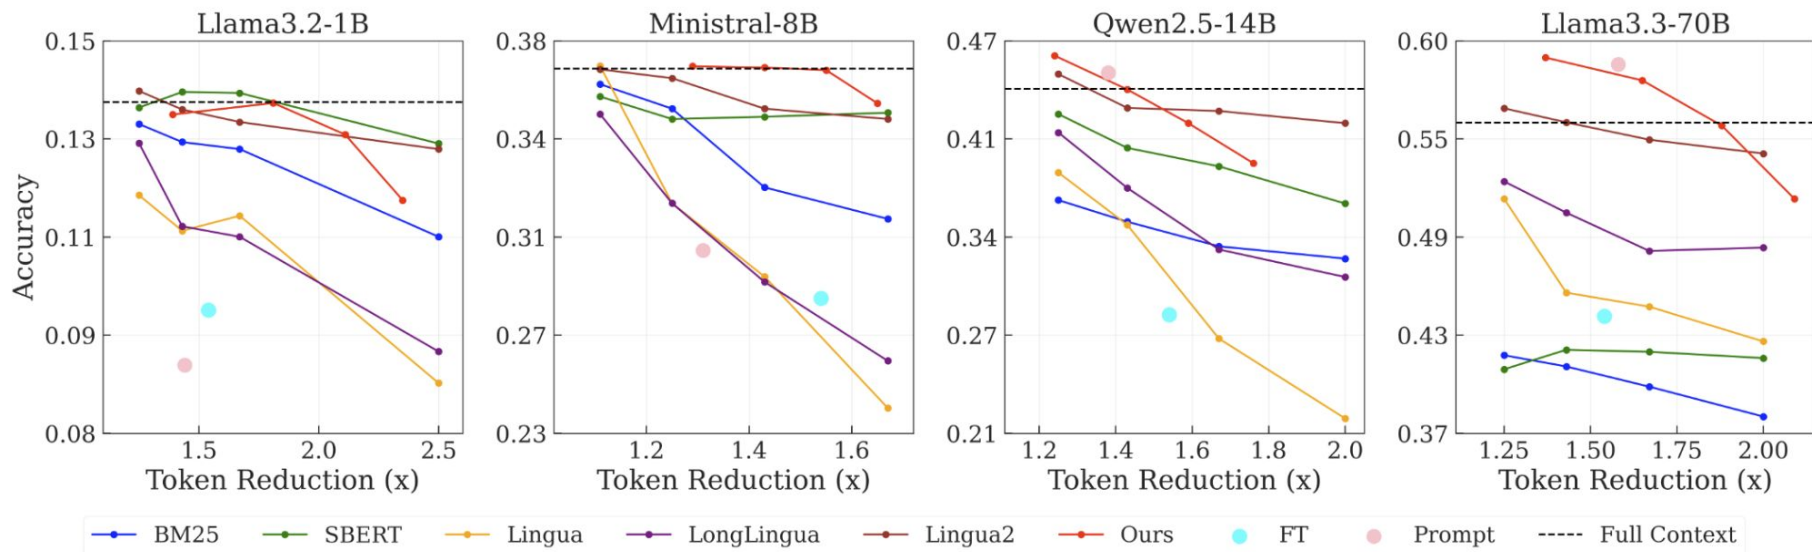 Llama3.2-1B
Ministral-8B
Qwen2.5-14B
Llama3.3-70B
Accuracy
0.15
0.13
0.11
0.09
0.08
1.5 2.0 2.5
Token Reduction (x)
0.38
0.34
0.31
0.27
0.23
1.2 1.4 1.6
Token Reduction (x)
0.47
0.41
0.34
0.27
0.21
1.2 1.4 1.6 1.8 2.0
Token Reduction (x)
0.60
0.55
0.49
0.43
0.37
1.25 1.50 1.75 2.00
Token Reduction (x)
BM25 SBERT Lingua LongLingua Lingua2 Ours FT Prompt Full Context